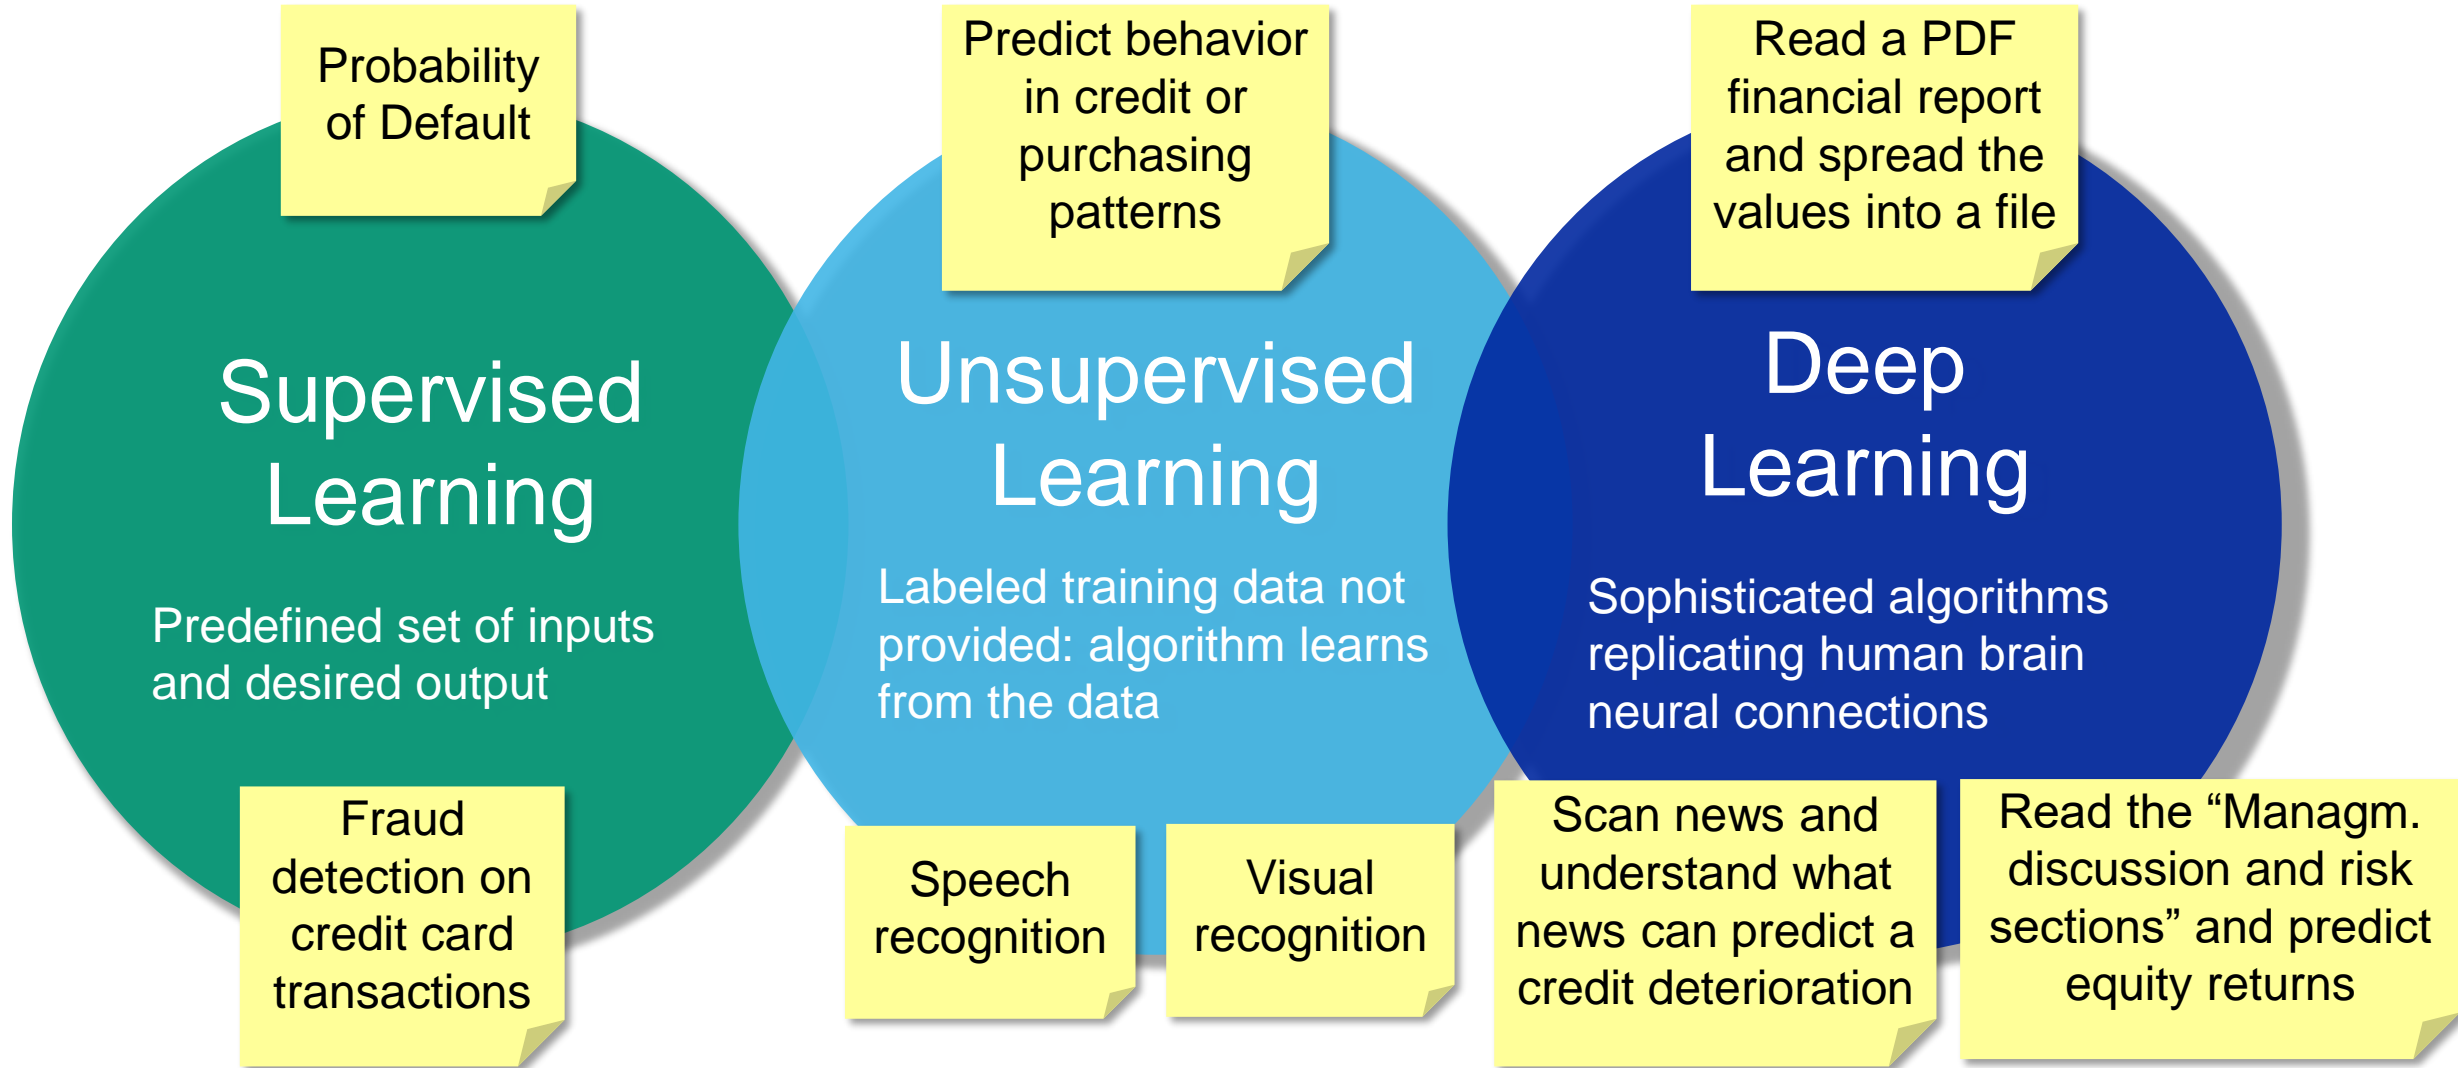 Probability
of Default
Supervised
Learning
Predefined set of inputs
and desired output
Fraud
detection on
credit card
transactions
Predict behavior
in credit or
purchasing
patterns
Unsupervised
Learning
Labeled training data not
provided: algorithm learns
from the data
Speech
recognition
Visual
recognition
Read a PDF
financial report
and spread the
values into a file
Deep
Learning
Sophisticated algorithms
replicating human brain
neural connections
Scan news and
understand what
news can predict a
credit deterioration
Read the “Managm.
discussion and risk
sections” and predict
equity returns